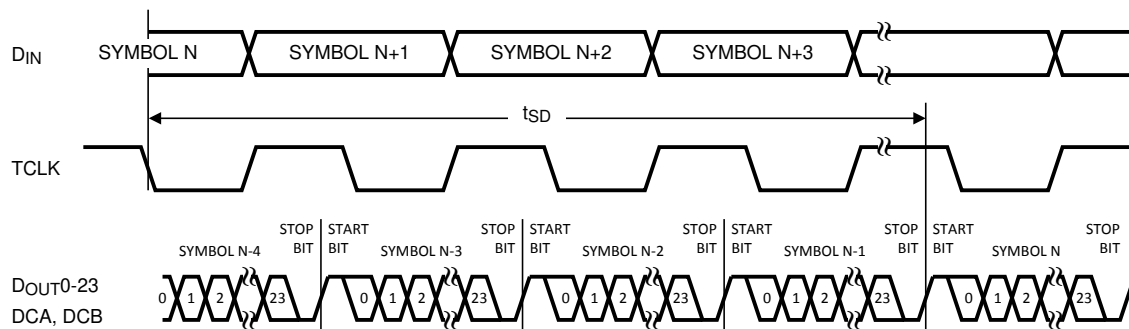 DIN SYMBOL N SYMBOL N+1 SYMBOL N+2 SYMBOL N+3
tSD
TCLK
STOP BIT START BIT STOP BIT START BIT STOP BIT START BIT STOP BIT START BIT STOP BIT
SYMBOL N-4 SYMBOL N-3 SYMBOL N-2 SYMBOL N-1 SYMBOL N
DOUT0-23
DCA, DCB
0 1 2 23 0 1 2 23 0 1 2 23 0 1 2 23 0 1 2 23